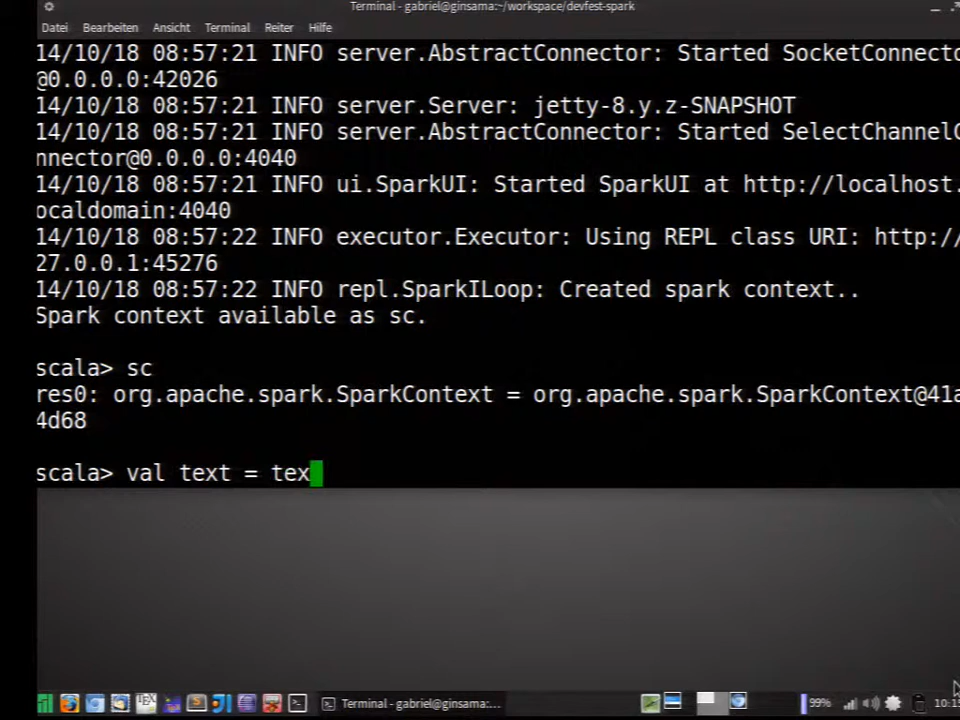 Terminal - gabriel@ginsama:~/workspace/devfest-spark
Datei Bearbeiten Ansicht Terminal Reiter Hilfe
14/10/18 08:57:21 INFO server.AbstractConnector: Started SocketConnecto
@0.0.0.0:42026
14/10/18 08:57:21 INFO server.Server: jetty-8.y.z-SNAPSHOT
14/10/18 08:57:21 INFO server.AbstractConnector: Started SelectChannelC
nnector@0.0.0.0:4040
14/10/18 08:57:21 INFO ui.SparkUI: Started SparkUI at http://localhost.
ocaldomain:4040
14/10/18 08:57:22 INFO executor.Executor: Using REPL class URI: http://
27.0.0.1:45276
14/10/18 08:57:22 INFO repl.SparkILoop: Created spark context..
Spark context available as sc.
scala> sc
res0: org.apache.spark.SparkContext = org.apache.spark.SparkContext@41a
4d68
scala> val text = tex
Terminal - gabriel@ginsama:~/workspace/... 99% 10:15